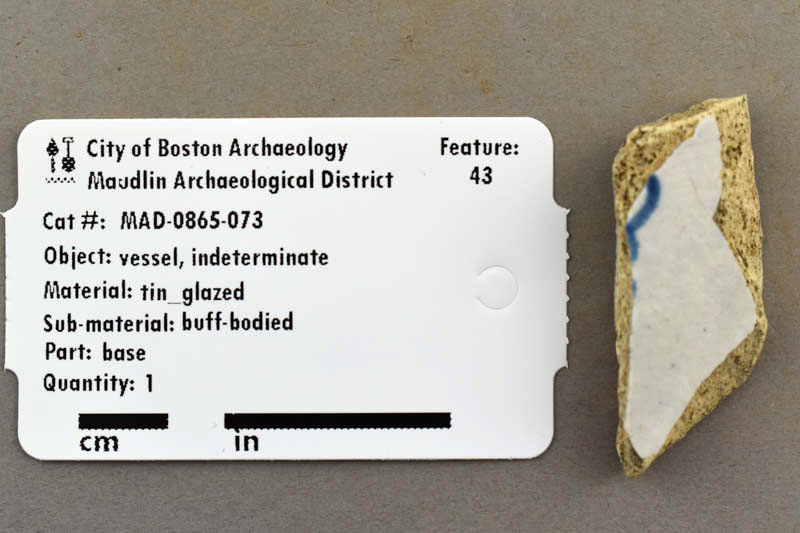 City of Boston Archaeology
Maudlin Archaeological District
Feature:
43
Cat #: MAD-0865-073
Object: vessel, indeterminate
Material: tin_glazed
Sub-material: buff-bodied
Part: base
Quantity: 1
cm in